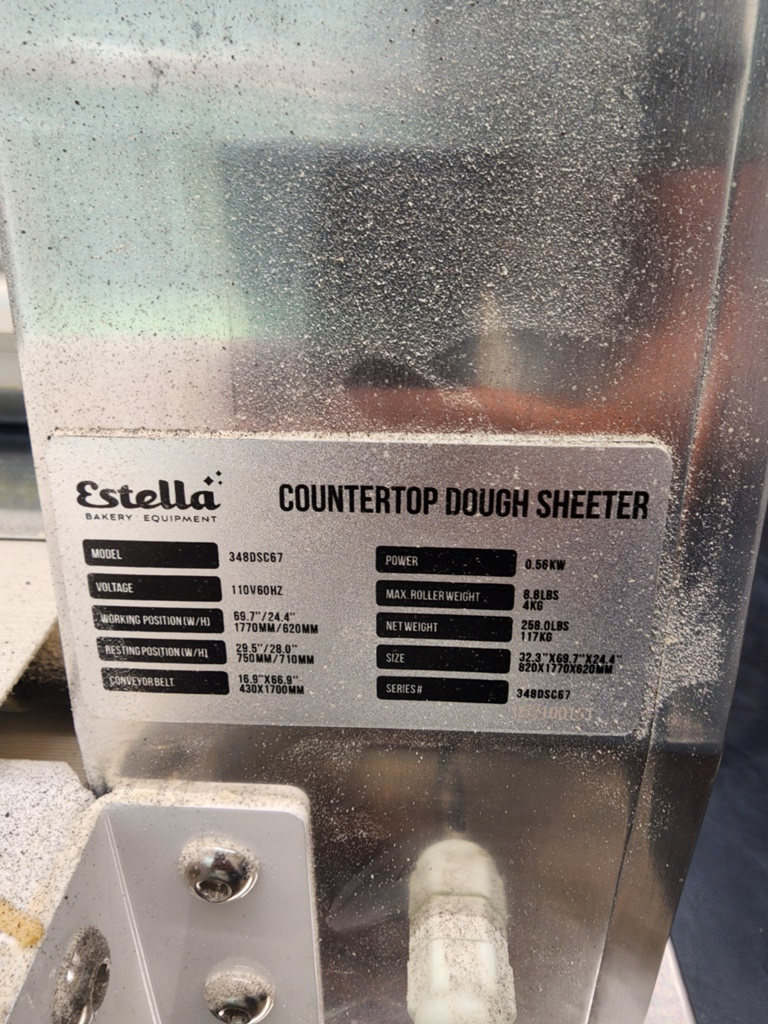 Estella
BAKERY EQUIPMENT
COUNTERTOP DOUGH SHEETER
MODEL 348DSC67
VOLTAGE 110V60HZ
WORKING POSITION (W/H) 69.7"/24.4"
1770MM/620MM
RESTING POSITION (W/H) 29.5"/28.0"
750MM/710MM
CONVEYOR BELT 16.9"X66.9"
430X1700MM
POWER 0.56KW
MAX. ROLLER WEIGHT 8.8LBS
4KG
NET WEIGHT 258.0LBS
117KG
SIZE 32.3"X69.7"X24.4"
820X1770X620MM
SERIES# 348DSC67